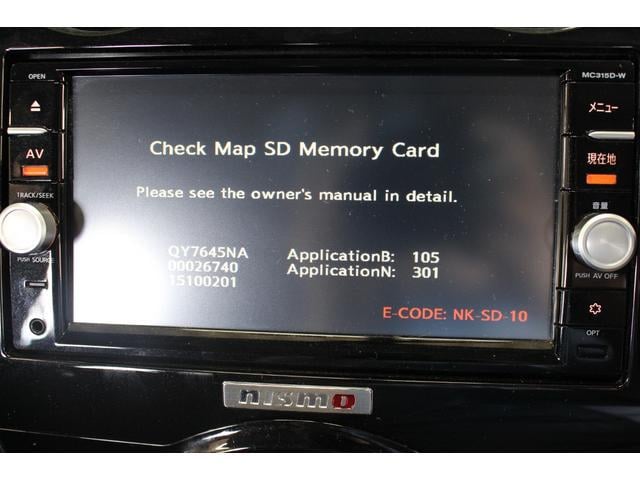 OPEN
MC315D-W
メニュー
AV
現在地
TRACK/SEEK
音量
PUSH SOURCE
PUSH AV OFF
OPT
Check Map SD Memory Card
Please see the owner's manual in detail.
QY7645NA
00026740
15100201
ApplicationB: 105
ApplicationN: 301
E-CODE: NK-SD-10
nismo